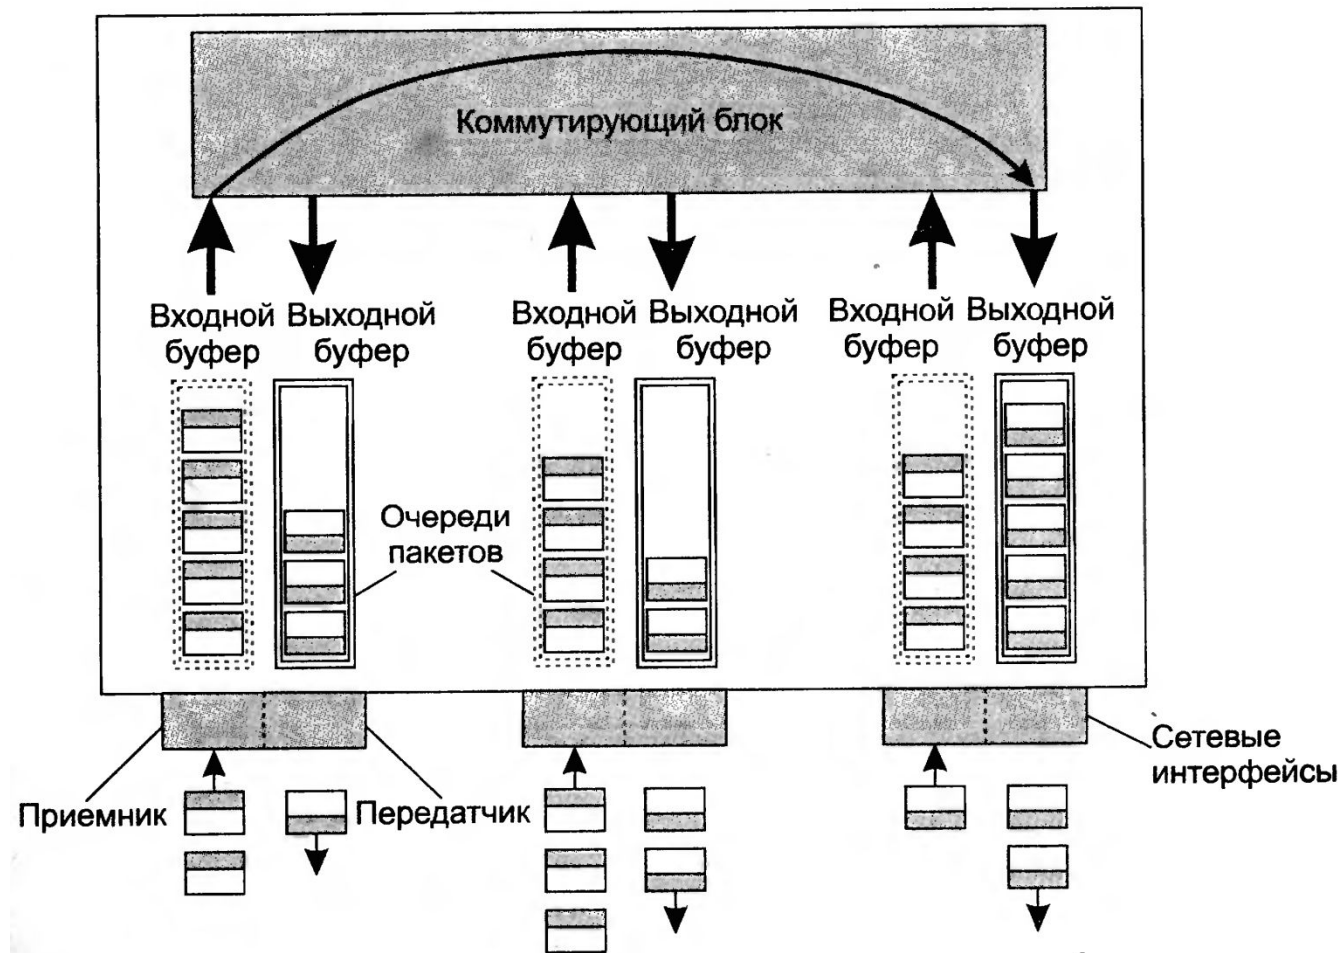 Коммутирующий блок
Входной Выходной
буфер буфер
Входной Выходной
буфер буфер
Входной Выходной
буфер буфер
Очереди
пакетов
Приемник
Передатчик
Сетевые
интерфейсы